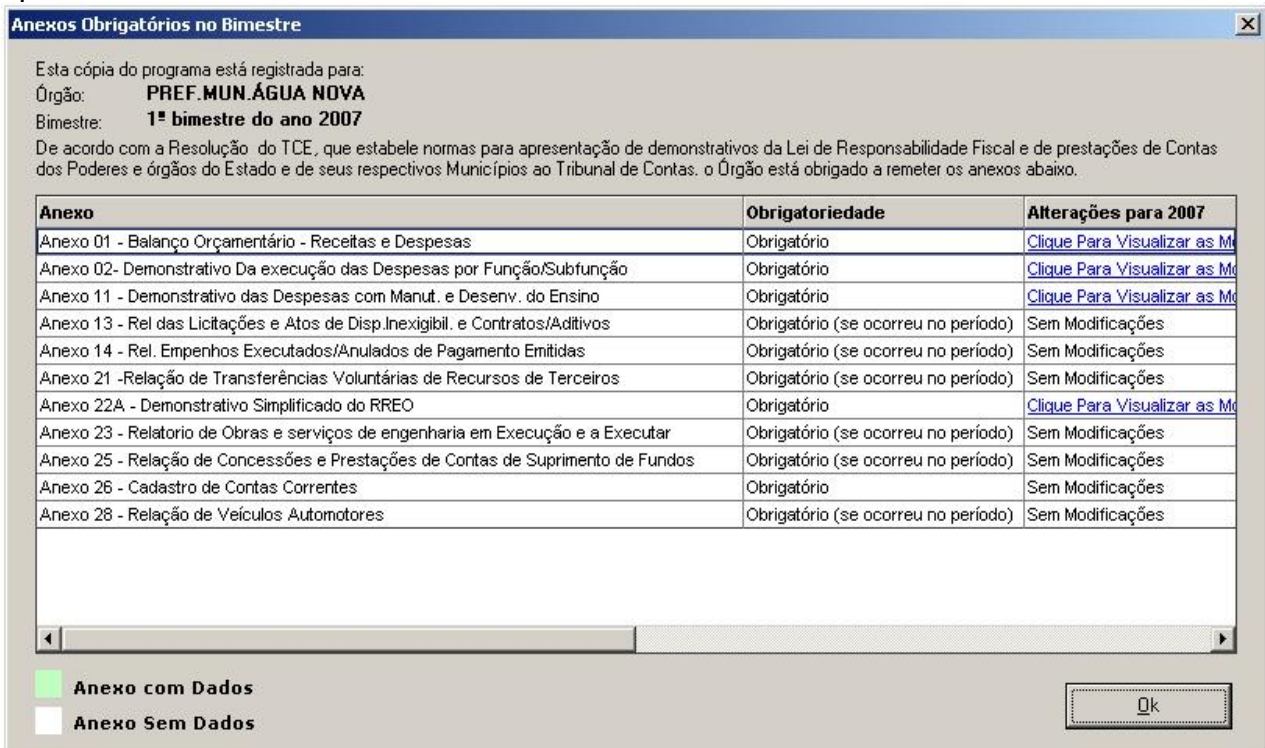 Anexos Obrigatórios no Bimestre
Esta cópia do programa está registrada para:
Órgão: PREF.MUN.ÁGUA NOVA
Bimestre: 1º bimestre do ano 2007
De acordo com a Resolução do TCE, que estabele normas para apresentação de demonstrativos da Lei de Responsabilidade Fiscal e de prestações de Contas
dos Poderes e órgãos do Estado e de seus respectivos Municípios ao Tribunal de Contas. o Órgão está obrigado a remeter os anexos abaixo.
Anexo Obrigatoriedade Alterações para 2007
Anexo 01 - Balanço Orçamentário - Receitas e Despesas Obrigatório Clique Para Visualizar as Mo
Anexo 02- Demonstrativo Da execução das Despesas por Função/Subfunção Obrigatório Clique Para Visualizar as Mo
Anexo 11 - Demonstrativo das Despesas com Manut. e Desenv. do Ensino Obrigatório Clique Para Visualizar as Mo
Anexo 13 - Rel das Licitações e Atos de Disp.Inexigibil. e Contratos/Aditivos Obrigatório (se ocorreu no período) Sem Modificações
Anexo 14 - Rel. Empenhos Executados/Anulados de Pagamento Emitidas Obrigatório (se ocorreu no período) Sem Modificações
Anexo 21 -Relação de Transferências Voluntárias de Recursos de Terceiros Obrigatório (se ocorreu no período) Sem Modificações
Anexo 22A - Demonstrativo Simplificado do RREO Obrigatório Clique Para Visualizar as Mo
Anexo 23 - Relatorio de Obras e serviços de engenharia em Execução e a Executar Obrigatório (se ocorreu no período) Sem Modificações
Anexo 25 - Relação de Concessões e Prestações de Contas de Suprimento de Fundos Obrigatório (se ocorreu no período) Sem Modificações
Anexo 26 - Cadastro de Contas Correntes Obrigatório Sem Modificações
Anexo 28 - Relação de Veículos Automotores Obrigatório (se ocorreu no período) Sem Modificações
Anexo com Dados
Ok
Anexo Sem Dados